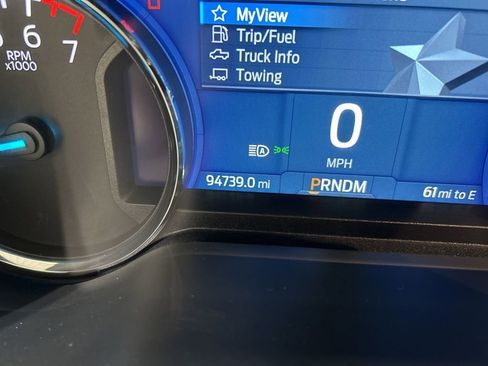 MyView
Trip/Fuel
Truck Info
Towing
6
7
RPM
x1000
0
MPH
A
94739.0 mi
PRNDM
61 mi to E